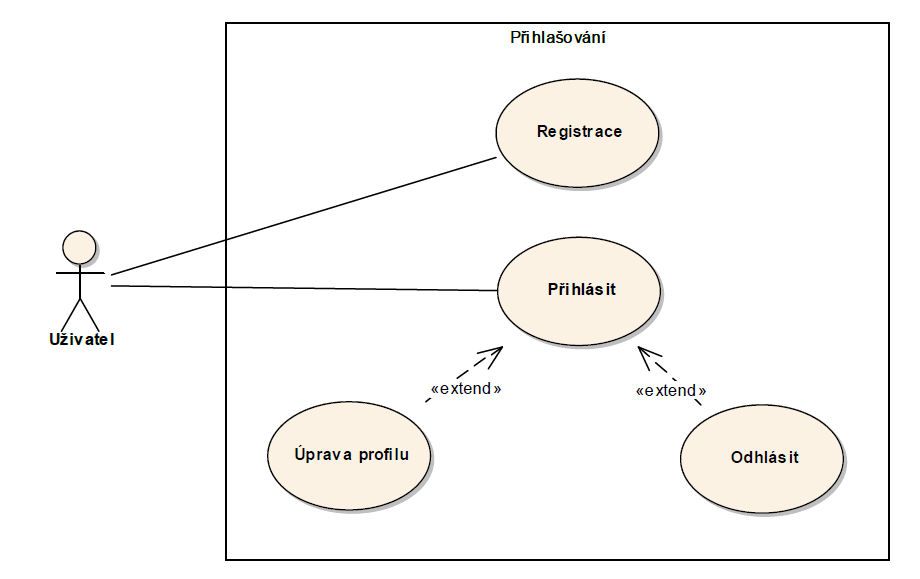 Přihlašování
Registrace
Přihlásit
Uživatel
«extend»
«extend»
Úprava profilu
Odhlásit